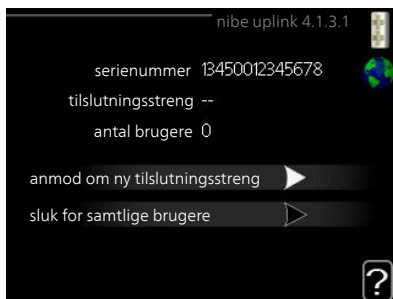 nibe uplink 4.1.3.1
serienummer 13450012345678
tilslutningsstreng --
antal brugere 0
anmod om ny tilslutningsstreng
sluk for samtlige brugere
?